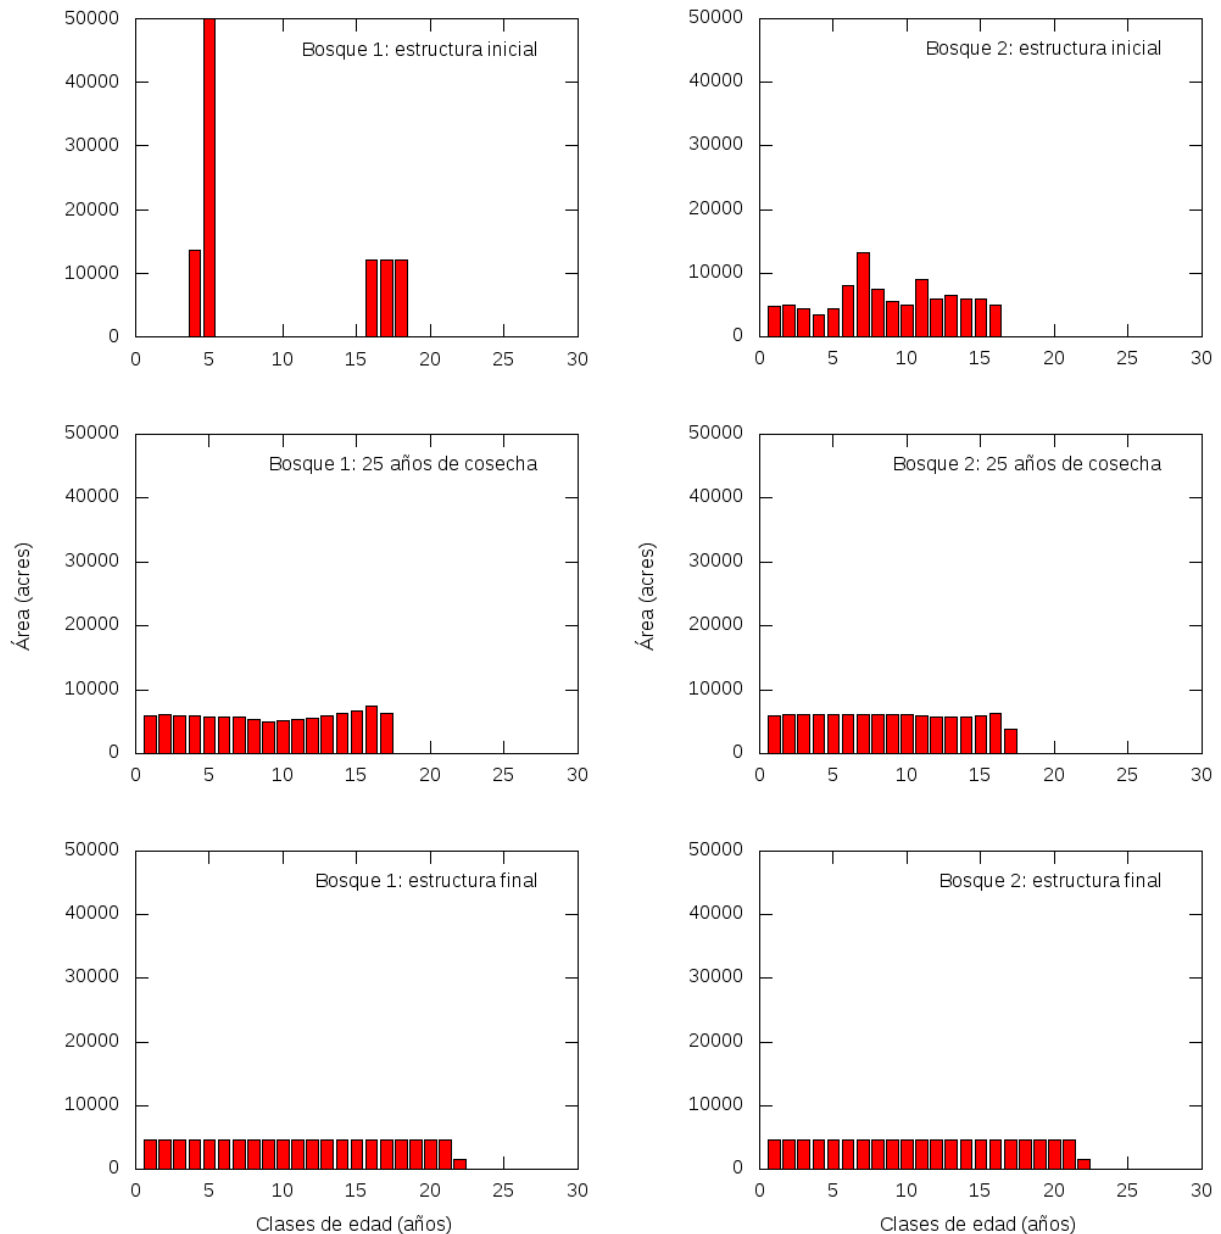 Bosque 1: estructura inicial
50000
40000
30000
20000
10000
0
0 5 10 15 20 25 30
Bosque 2: estructura inicial
50000
40000
30000
20000
10000
0
0 5 10 15 20 25 30
Bosque 1: 25 años de cosecha
50000
40000
30000
20000
10000
0
0 5 10 15 20 25 30
Área (acres)
Bosque 2: 25 años de cosecha
50000
40000
30000
20000
10000
0
0 5 10 15 20 25 30
Área (acres)
Bosque 1: estructura final
50000
40000
30000
20000
10000
0
0 5 10 15 20 25 30
Clases de edad (años)
Bosque 2: estructura final
50000
40000
30000
20000
10000
0
0 5 10 15 20 25 30
Clases de edad (años)